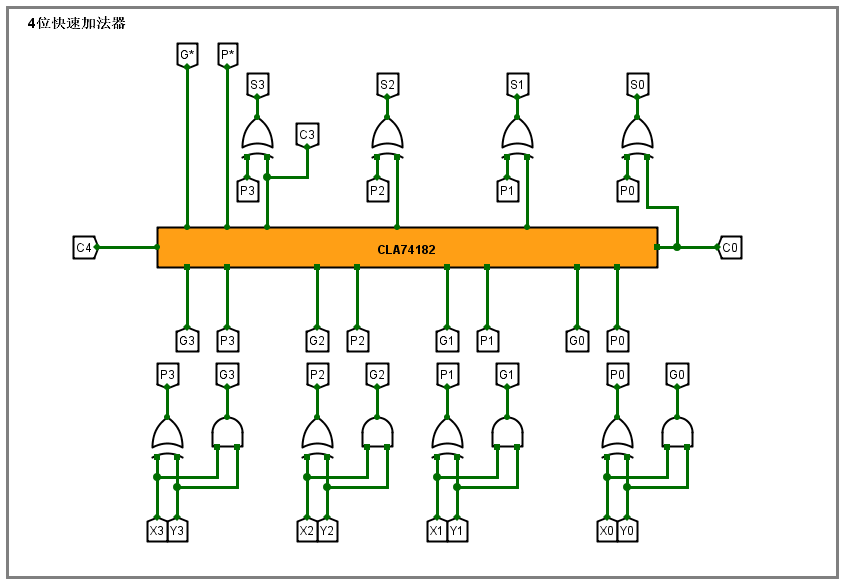 4位快速加法器
G* P*
S3 S2 S1 S0
C3
P3 P2 P1 P0
C4 CLA74182 C0
G3 P3 G2 P2 G1 P1 G0 P0
P3 G3 P2 G2 P1 G1 P0 G0
X3 Y3 X2 Y2 X1 Y1 X0 Y0